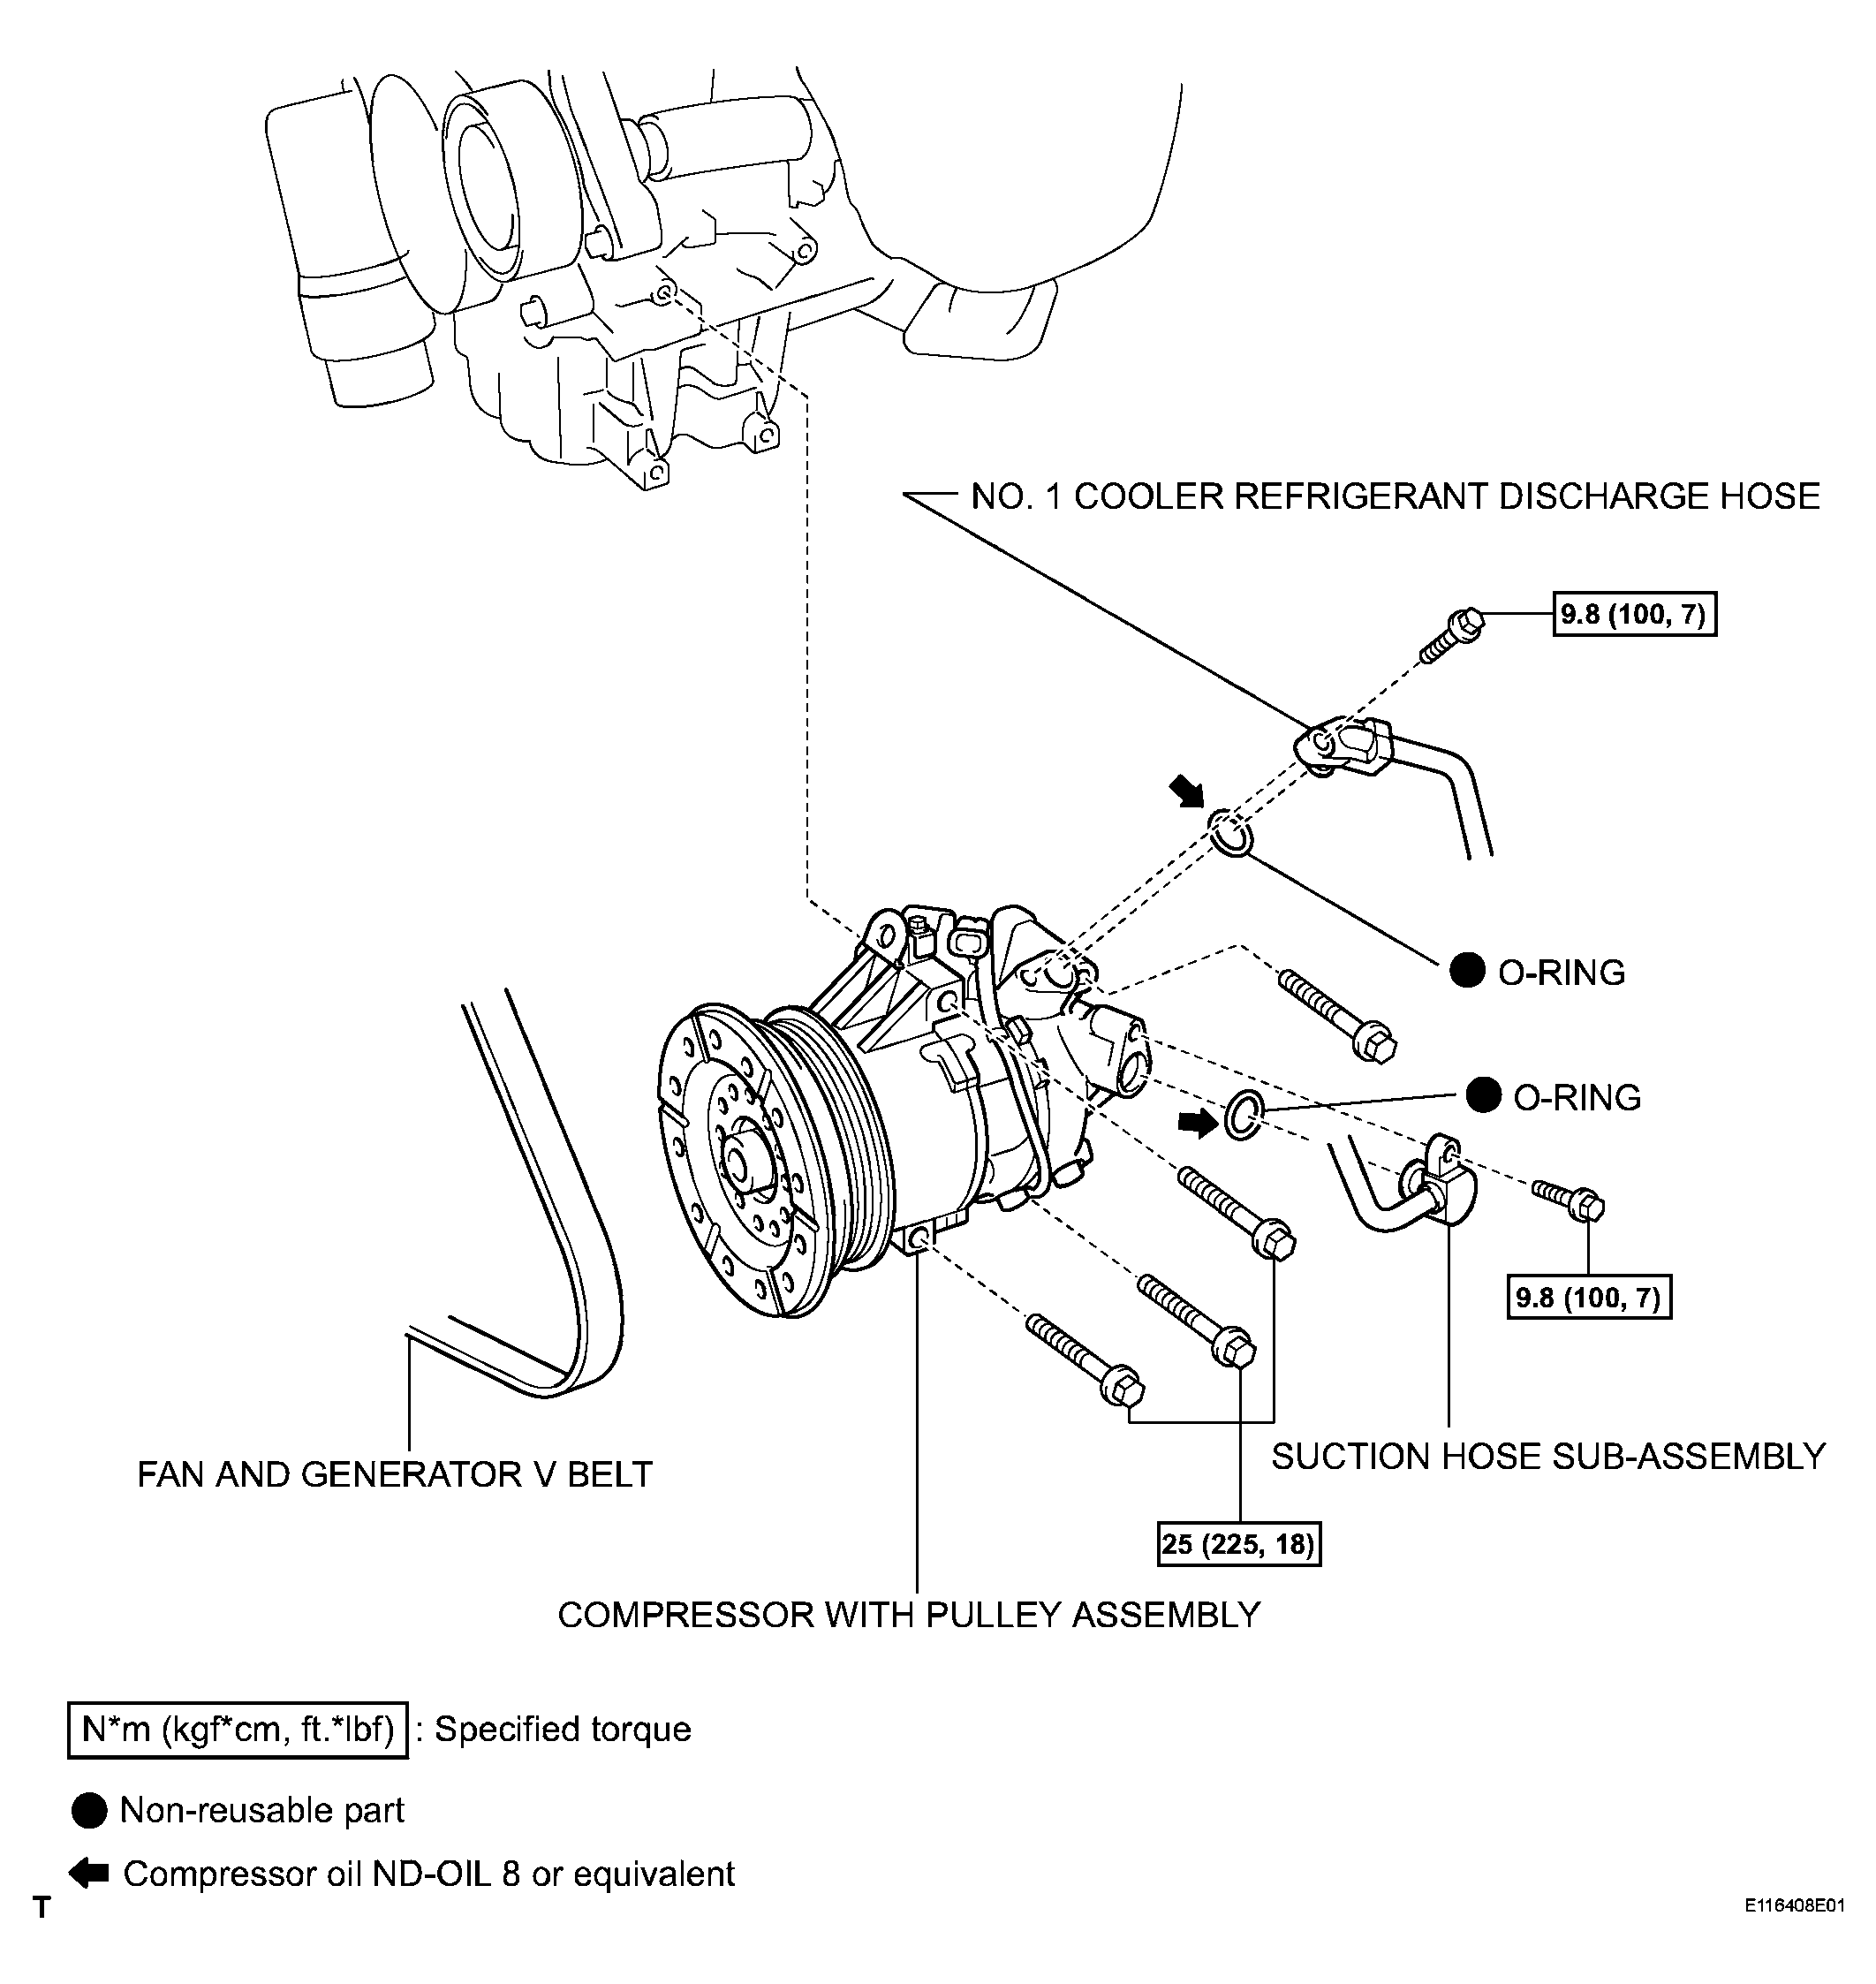 NO. 1 COOLER REFRIGERANT DISCHARGE HOSE
9.8 (100, 7)
O-RING
O-RING
9.8 (100, 7)
SUCTION HOSE SUB-ASSEMBLY
FAN AND GENERATOR V BELT
25 (225, 18)
COMPRESSOR WITH PULLEY ASSEMBLY
N*m (kgf*cm, ft.*lbf) : Specified torque
Non-reusable part
Compressor oil ND-OIL 8 or equivalent
T
E116408E01